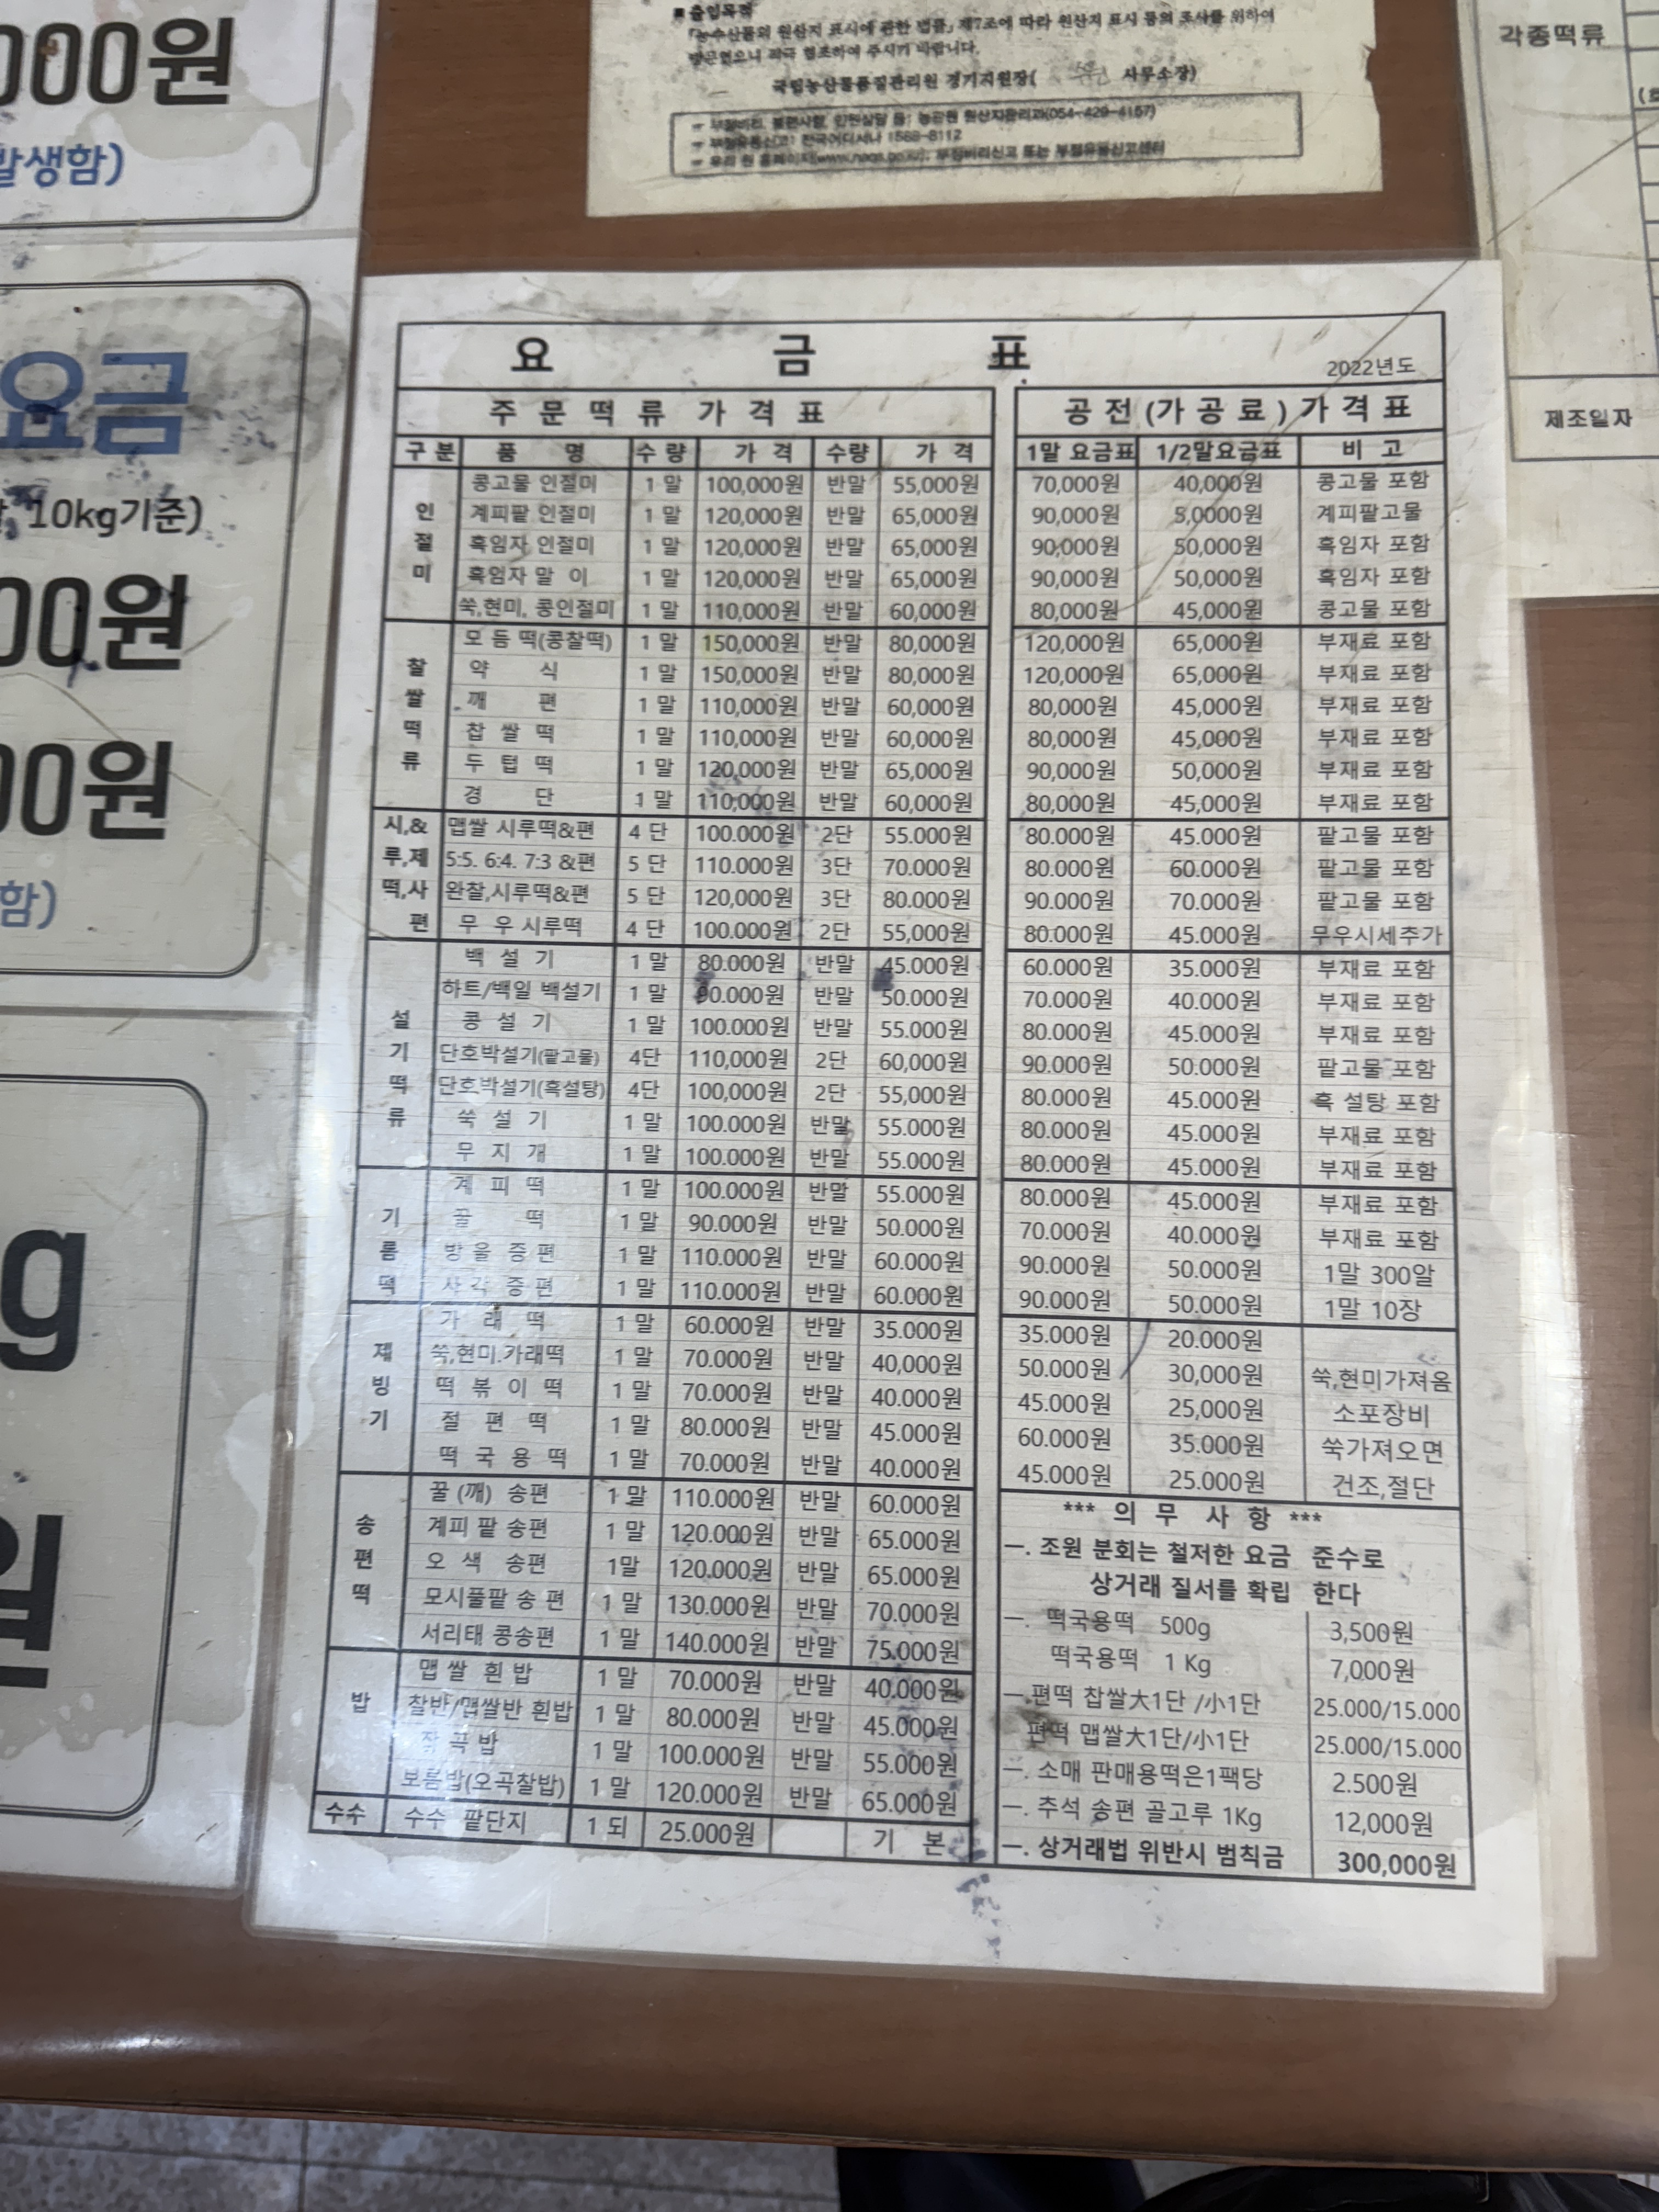 000원
발생함)
요금
10kg기준)
00원
00원
함)
g
원
■ 출입목적
「농수산물의 원산지 표시에 관한 법률」 제7조에 따라 원산지 표시 등의 조사를 위하여
방문했으니 적극 협조하여 주시기 바랍니다.
국립농산물품질관리원 경기지원장( 사무소장)
(054-429-4157)
1588-8112
각종떡류
제조일자
요 금 표
2022년도
주문떡류가격표 공전(가공료)가격표
구분 품 명 수량 가 격 수량 가 격 1말 요금표 1/2말요금표 비 고
인절미
콩고물 인절미 1 말 100,000원 반말 55,000원 70,000원 40,000원 콩고물 포함
계피팥 인절미 1 말 120,000원 반말 65,000원 90,000원 5,0000원 계피팥고물
흑임자 인절미 1 말 120,000원 반말 65,000원 90,000원 50,000원 흑임자 포함
흑임자 말 이 1 말 120,000원 반말 65,000원 90,000원 50,000원 흑임자 포함
쑥,현미, 콩인절미 1 말 110,000원 반말 60,000원 80,000원 45,000원 콩고물 포함
찰쌀떡류
모 듬 떡(콩찰떡) 1 말 150,000원 반말 80,000원 120,000원 65,000원 부재료 포함
약 식 1 말 150,000원 반말 80,000원 120,000원 65,000원 부재료 포함
깨 편 1 말 110,000원 반말 60,000원 80,000원 45,000원 부재료 포함
찹 쌀 떡 1 말 110,000원 반말 60,000원 80,000원 45,000원 부재료 포함
두 텁 떡 1 말 120,000원 반말 65,000원 90,000원 50,000원 부재료 포함
경 단 1 말 110,000원 반말 60,000원 80,000원 45,000원 부재료 포함
시,& 맵쌀 시루떡&편 4 단 100.000원 2단 55.000원 80.000원 45.000원 팥고물 포함
루,제 5:5. 6:4. 7:3 &편 5 단 110.000원 3단 70.000원 80.000원 60.000원 팥고물 포함
떡,사 완찰,시루떡&편 5 단 120,000원 3단 80.000원 90.000원 70.000원 팥고물 포함
편 무 우 시루떡 4 단 100.000원 2단 55,000원 80.000원 45.000원 무우시세추가
설기떡류
백 설 기 1 말 80.000원 반말 45.000원 60.000원 35.000원 부재료 포함
하트/백일 백설기 1 말 90.000원 반말 50.000원 70.000원 40.000원 부재료 포함
콩 설 기 1 말 100.000원 반말 55.000원 80.000원 45.000원 부재료 포함
단호박설기(팥고물) 4단 110,000원 2단 60,000원 90.000원 50.000원 팥고물 포함
단호박설기(흑설탕) 4단 100,000원 2단 55,000원 80.000원 45.000원 흑 설탕 포함
쑥 설 기 1 말 100.000원 반말 55.000원 80.000원 45.000원 부재료 포함
무 지 개 1 말 100.000원 반말 55.000원 80.000원 45.000원 부재료 포함
기름떡
계 피 떡 1 말 100.000원 반말 55.000원 80.000원 45.000원 부재료 포함
꿀 떡 1 말 90.000원 반말 50.000원 70.000원 40.000원 부재료 포함
방 울 증 편 1 말 110.000원 반말 60.000원 90.000원 50.000원 1말 300알
사 각 증 편 1 말 110.000원 반말 60.000원 90.000원 50.000원 1말 10장
제빙기
가 래 떡 1 말 60.000원 반말 35.000원 35.000원 20.000원
쑥,현미.가래떡 1 말 70.000원 반말 40,000원 50.000원 30,000원 쑥,현미가져옴
떡 볶 이 떡 1 말 70.000원 반말 40.000원 45.000원 25,000원 소포장비
절 편 떡 1 말 80.000원 반말 45.000원 60.000원 35.000원 쑥가져오면
떡 국 용 떡 1 말 70.000원 반말 40.000원 45.000원 25.000원 건조,절단
송편떡
꿀 (깨) 송편 1 말 110.000원 반말 60.000원
계피 팥 송편 1 말 120.000원 반말 65.000원
오 색 송편 1말 120.000원 반말 65.000원
모시풀팥 송 편 1 말 130.000원 반말 70.000원
서리태 콩송편 1 말 140.000원 반말 75.000원
밥
맵 쌀 흰 밥 1 말 70.000원 반말 40.000원
찰반/맵쌀반 흰밥 1 말 80.000원 반말 45.000원
잡 곡 밥 1 말 100.000원 반말 55.000원
보름밥(오곡찰밥) 1 말 120.000원 반말 65.000원
수수 수수 팥단지 1 되 25.000원 기 본
*** 의 무 사 항 ***
一. 조원 분회는 철저한 요금 준수로
상거래 질서를 확립 한다
一. 떡국용떡 500g 3,500원
떡국용떡 1 Kg 7,000원
一.편떡 찹쌀大1단 /小1단 25.000/15.000
편떡 맵쌀大1단/小1단 25.000/15.000
一. 소매 판매용떡은1팩당 2.500원
一. 추석 송편 골고루 1Kg 12,000원
一. 상거래법 위반시 범칙금 300,000원